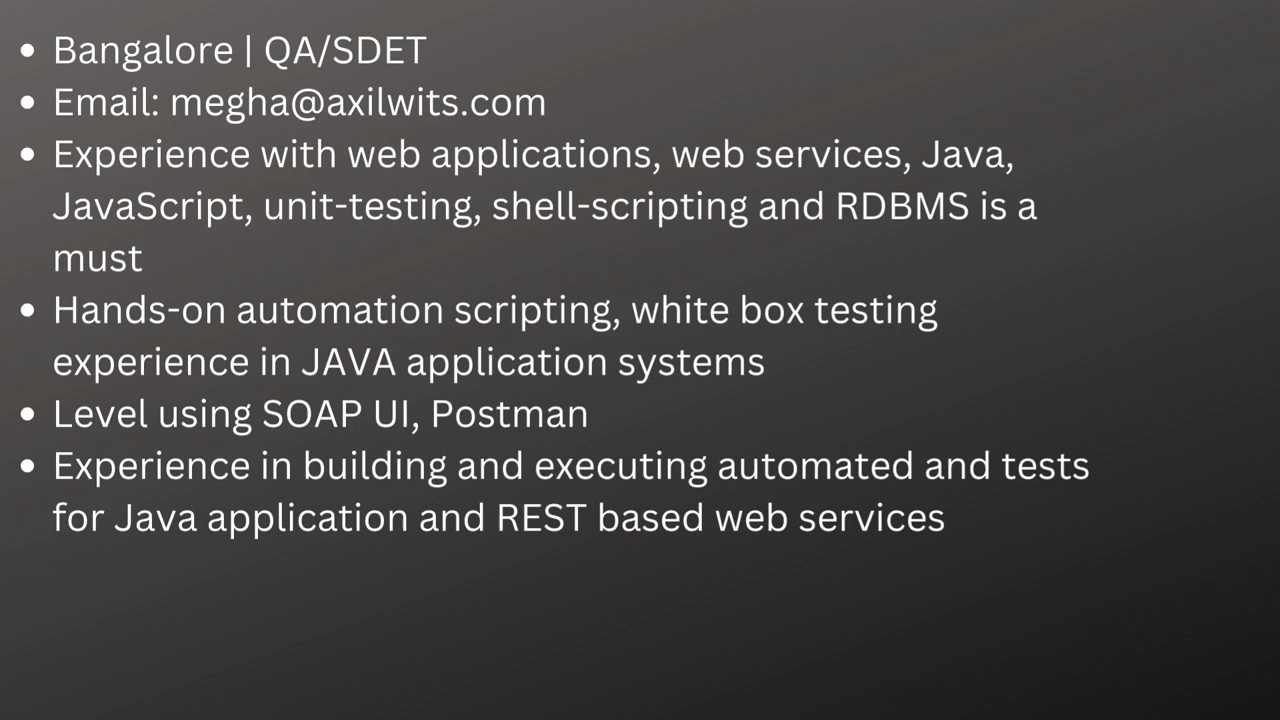 • Bangalore | QA/SDET
• Email: megha@axilwits.com
• Experience with web applications, web services, Java,
JavaScript, unit-testing, shell-scripting and RDBMS is a
must
• Hands-on automation scripting, white box testing
experience in JAVA application systems
• Level using SOAP UI, Postman
• Experience in building and executing automated and tests
for Java application and REST based web services